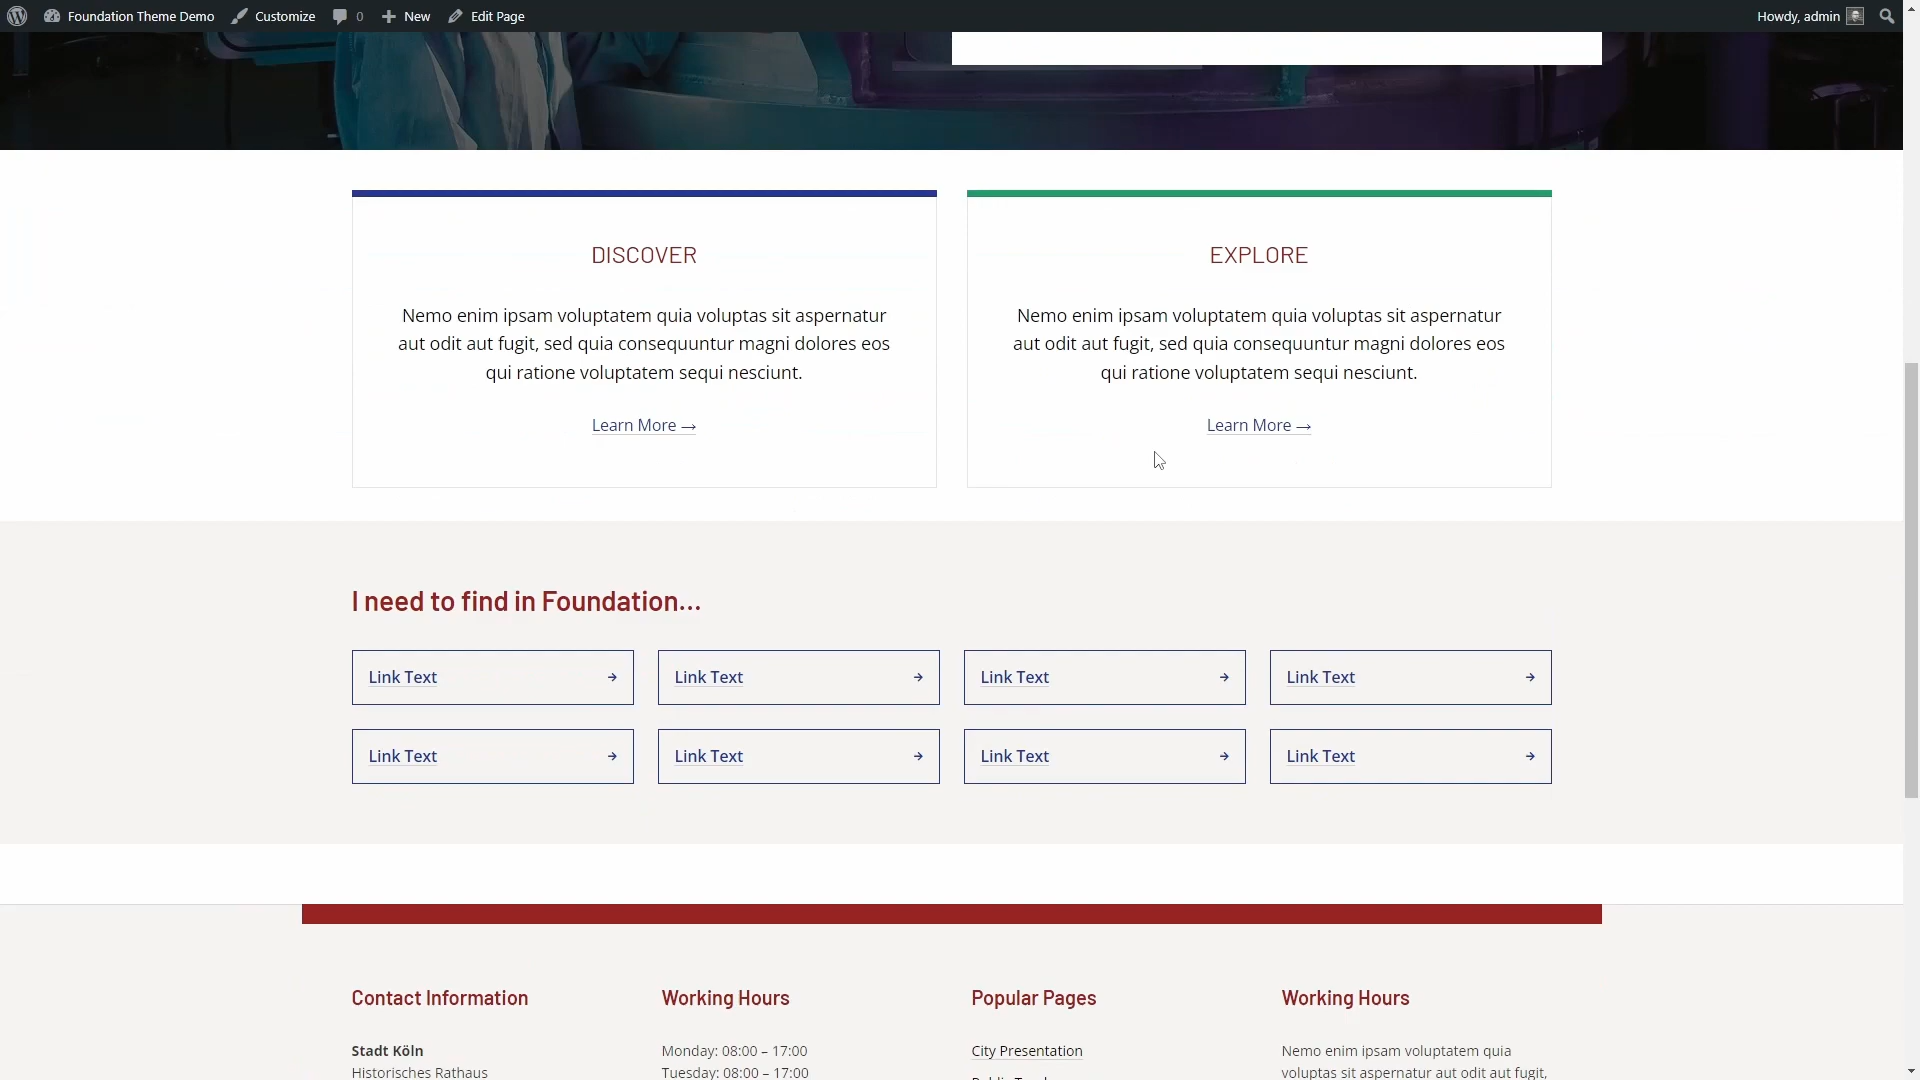 Foundation Theme Demo Customize 0 New Edit Page Howdy, admin
DISCOVER
Nemo enim ipsam voluptatem quia voluptas sit aspernatur
aut odit aut fugit, sed quia consequuntur magni dolores eos
qui ratione voluptatem sequi nesciunt.
Learn More →
EXPLORE
Nemo enim ipsam voluptatem quia voluptas sit aspernatur
aut odit aut fugit, sed quia consequuntur magni dolores eos
qui ratione voluptatem sequi nesciunt.
Learn More →
I need to find in Foundation…
Link Text → Link Text → Link Text → Link Text →
Link Text → Link Text → Link Text → Link Text →
Contact Information
Stadt Köln
Historisches Rathaus
Working Hours
Monday: 08:00 – 17:00
Tuesday: 08:00 – 17:00
Popular Pages
City Presentation
Working Hours
Nemo enim ipsam voluptatem quia
voluptas sit aspernatur aut odit aut fugit,